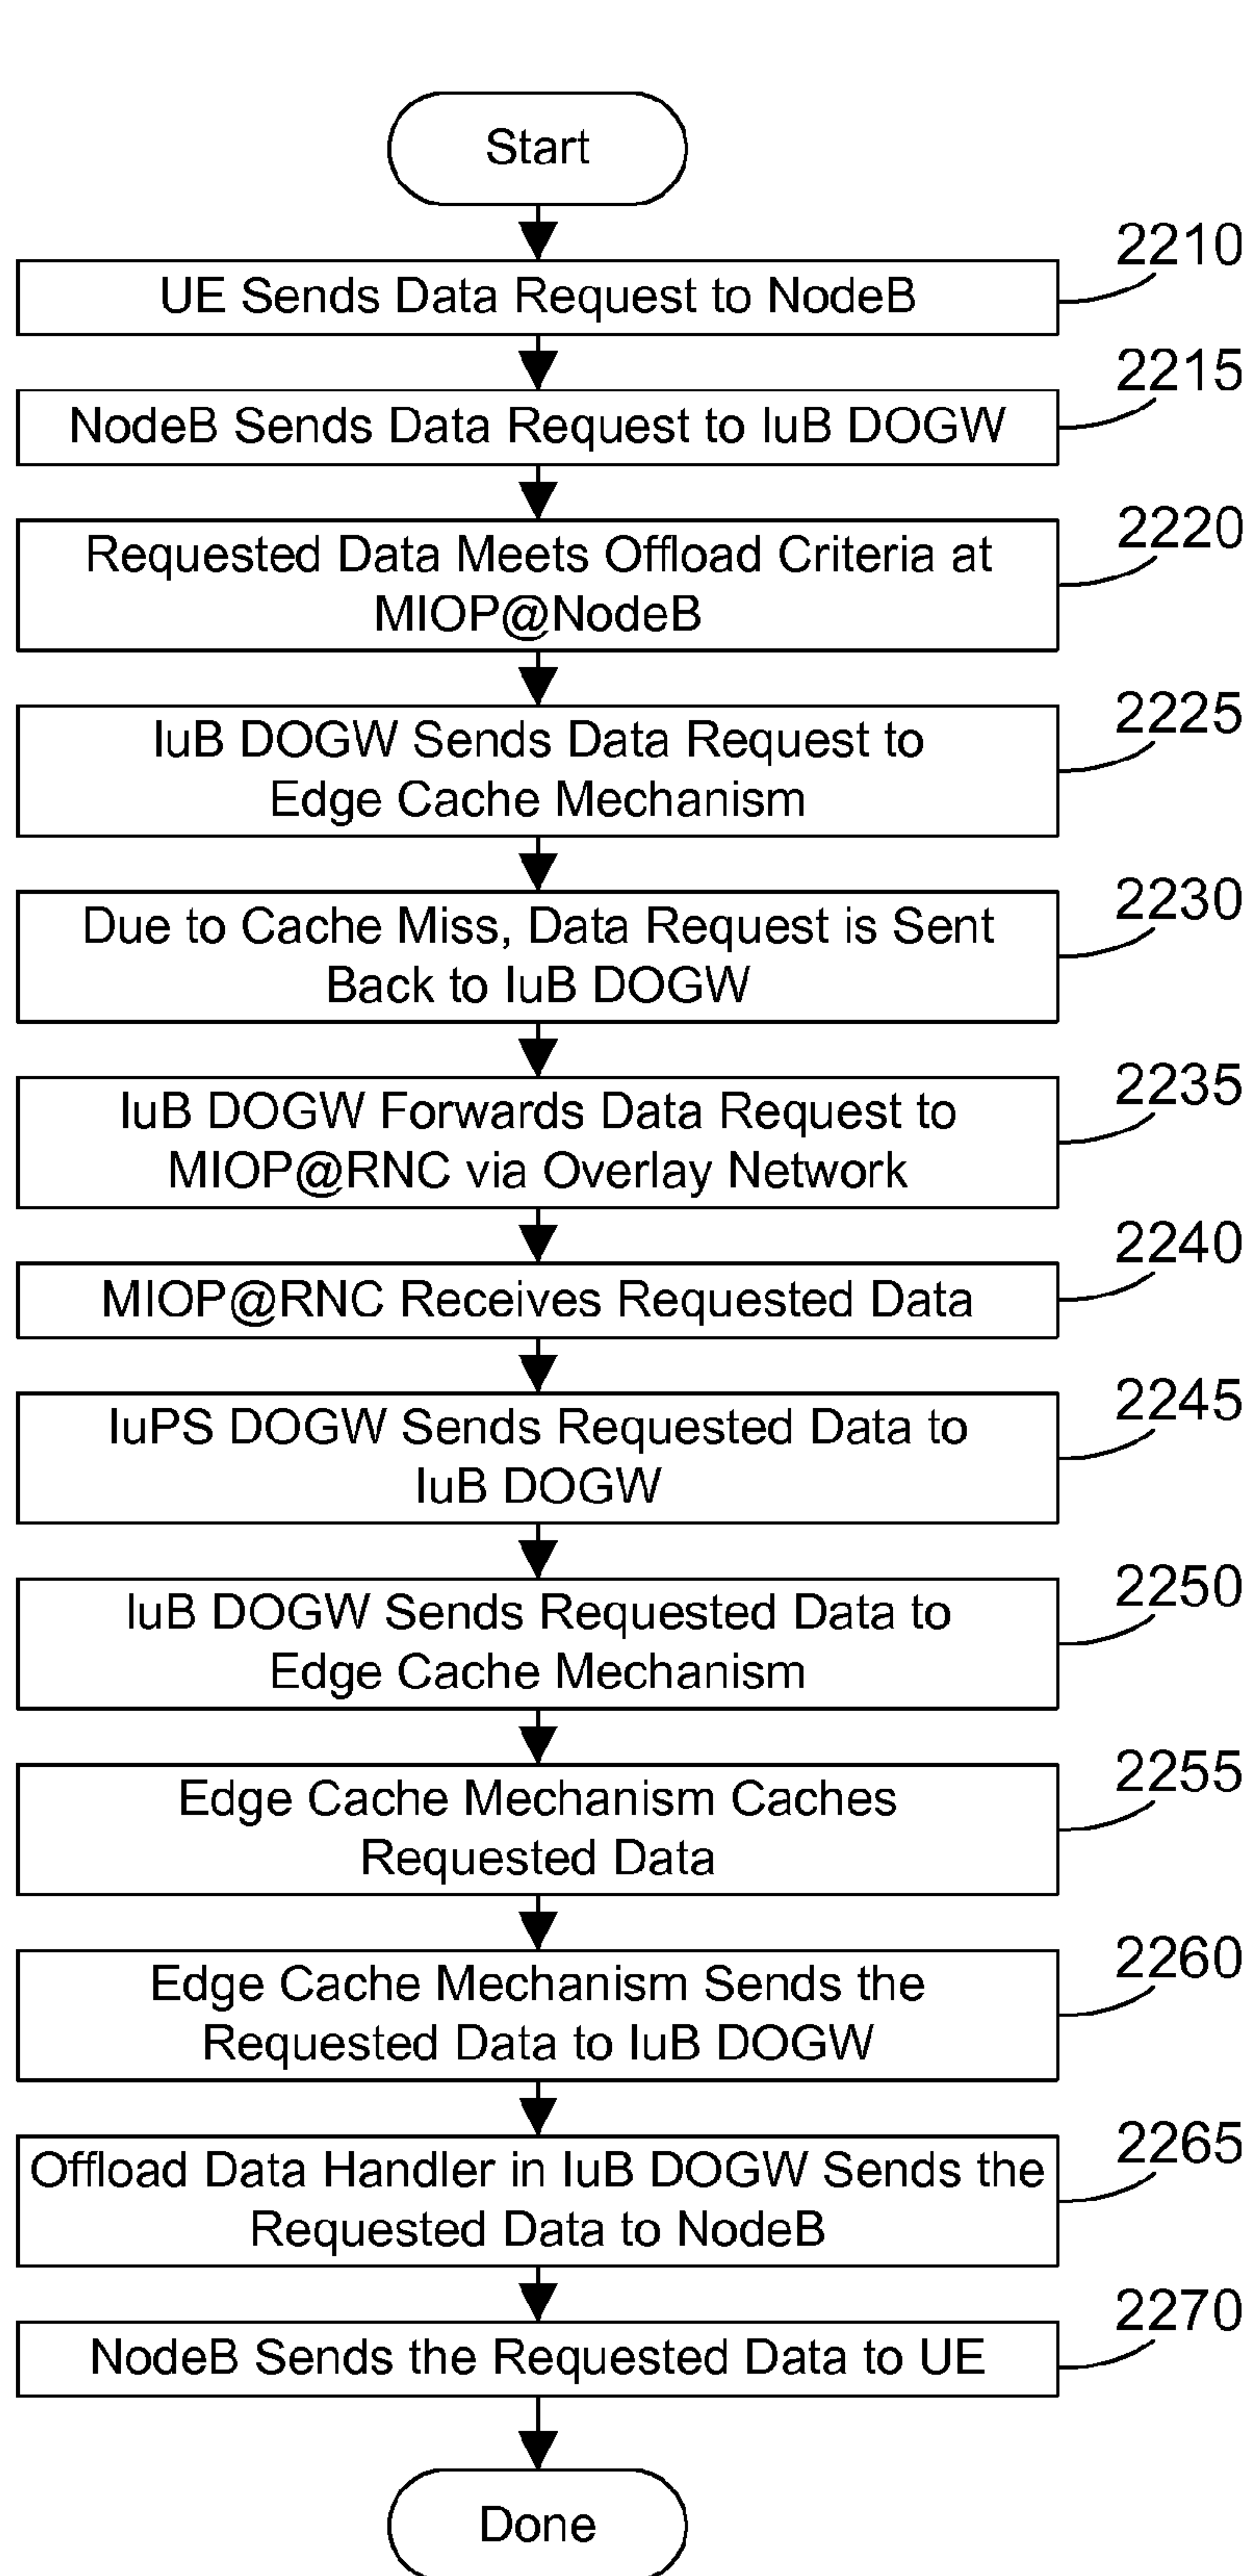 Start
2210
UE Sends Data Request to NodeB
2215
NodeB Sends Data Request to IuB DOGW
2220
Requested Data Meets Offload Criteria at
MIOP@NodeB
2225
IuB DOGW Sends Data Request to
Edge Cache Mechanism
2230
Due to Cache Miss, Data Request is Sent
Back to IuB DOGW
2235
IuB DOGW Forwards Data Request to
MIOP@RNC via Overlay Network
2240
MIOP@RNC Receives Requested Data
2245
IuPS DOGW Sends Requested Data to
IuB DOGW
2250
IuB DOGW Sends Requested Data to
Edge Cache Mechanism
2255
Edge Cache Mechanism Caches
Requested Data
2260
Edge Cache Mechanism Sends the
Requested Data to IuB DOGW
2265
Offload Data Handler in IuB DOGW Sends the
Requested Data to NodeB
2270
NodeB Sends the Requested Data to UE
Done